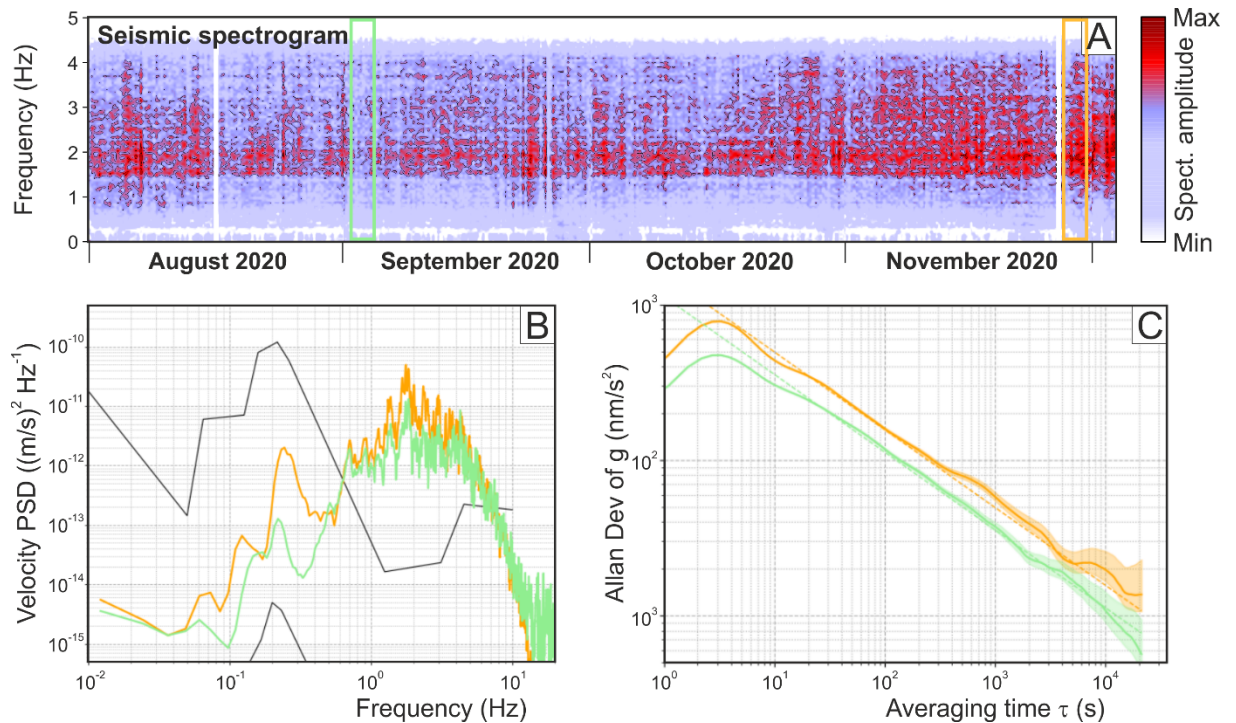 Seismic spectrogram
A
Frequency (Hz)
5
4
3
2
1
0
August 2020
September 2020
October 2020
November 2020
Max
Spect. amplitude
Min
B
Velocity PSD ((m/s)² Hz⁻¹)
10⁻¹⁰
10⁻¹¹
10⁻¹²
10⁻¹³
10⁻¹⁴
10⁻¹⁵
10⁻²
10⁻¹
10⁰
10¹
Frequency (Hz)
C
Allan Dev of g (nm/s²)
10³
10²
10³
10⁰
10¹
10²
10³
10⁴
Averaging time τ (s)